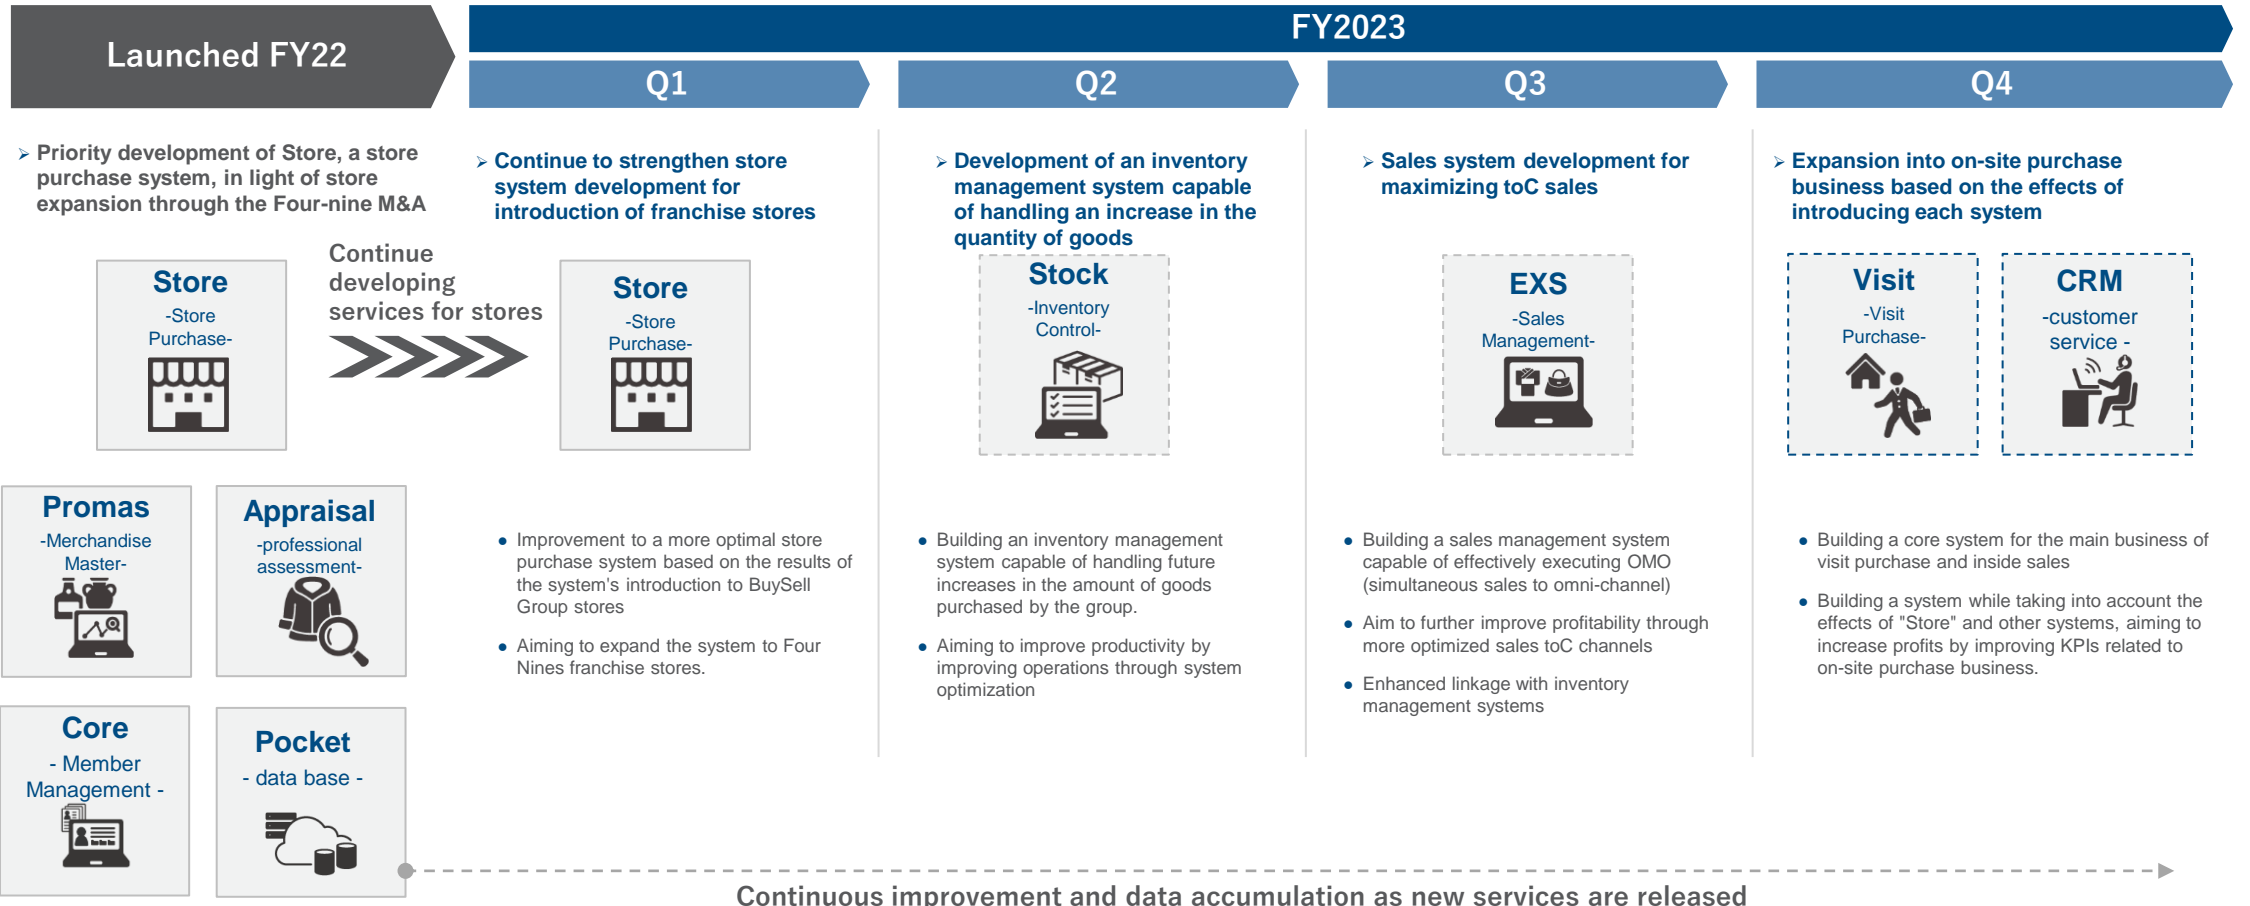 Launched FY22
FY2023
Q1
Q2
Q3
Q4
➢ Priority development of Store, a store
purchase system, in light of store
expansion through the Four-nine M&A
➢ Continue to strengthen store
system development for
introduction of franchise stores
➢ Development of an inventory
management system capable
of handling an increase in the
quantity of goods
➢ Sales system development for
maximizing toC sales
➢ Expansion into on-site purchase
business based on the effects of
introducing each system
Store
-Store
Purchase-
Continue
developing
services for stores
Store
-Store
Purchase-
Stock
-Inventory
Control-
EXS
-Sales
Management-
Visit
-Visit
Purchase-
CRM
-customer
service -
Promas
-Merchandise
Master-
Appraisal
-professional
assessment-
Core
- Member
Management -
Pocket
- data base -
● Improvement to a more optimal store
purchase system based on the results of
the system's introduction to BuySell
Group stores
● Aiming to expand the system to Four
Nines franchise stores.
● Building an inventory management
system capable of handling future
increases in the amount of goods
purchased by the group.
● Aiming to improve productivity by
improving operations through system
optimization
● Building a sales management system
capable of effectively executing OMO
(simultaneous sales to omni-channel)
● Aim to further improve profitability through
more optimized sales toC channels
● Enhanced linkage with inventory
management systems
● Building a core system for the main business of
visit purchase and inside sales
● Building a system while taking into account the
effects of "Store" and other systems, aiming to
increase profits by improving KPIs related to
on-site purchase business.
Continuous improvement and data accumulation as new services are released